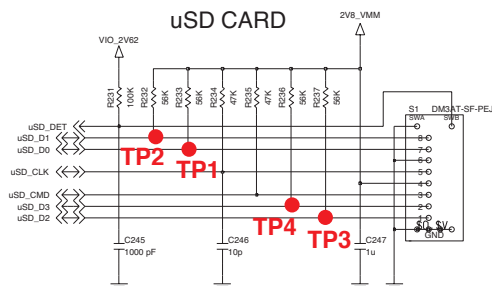 uSD CARD
VIO_2V62
2V8_VMM
R231 100K
R232 56K
R233 56K
R234 47K
R235 47K
R236 56K
R237 56K
S1 DM3AT-SF-PEJ
SWA SWB
uSD_DET
uSD_D1 8
uSD_D0 7
TP2 TP1
6
uSD_CLK 5
4
uSD_CMD 3
uSD_D3 2
uSD_D2 1
TP4 TP3
GND
C245
1000 pF
C246
10p
C247
1u